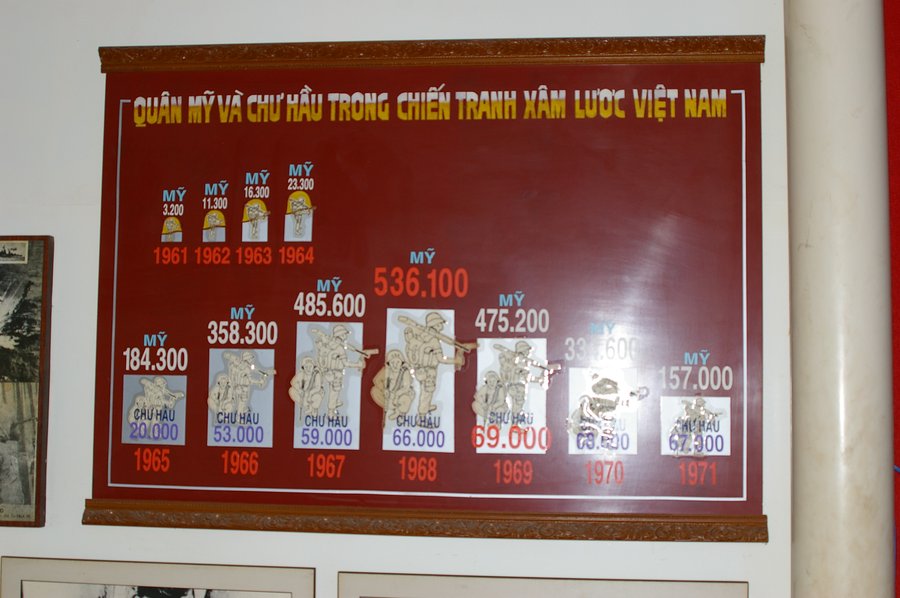 QUÂN MỸ VÀ CHƯ HẦU TRONG CHIẾN TRANH XÂM LƯỢC VIỆT NAM
MỸ MỸ MỸ MỸ
3.200 11.300 16.300 23.300
1961 1962 1963 1964
MỸ MỸ MỸ MỸ MỸ MỸ MỸ
184.300 358.300 485.600 536.100 475.200 157.000
CHƯ HẦU CHƯ HẦU CHƯ HẦU CHƯ HẦU CHƯ HẦU CHƯ HẦU
20.000 53.000 59.000 66.000 69.000
1965 1966 1967 1968 1969 1970 1971